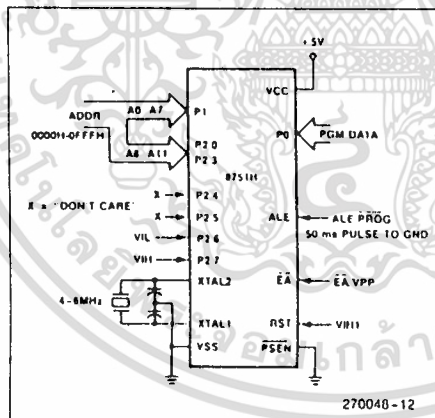 +5V
VCC
A0 A7
P1
ADDR
0000H-0FFFH
P2 0
P2 3
A8 A11
P0
PGM DATA
8751H
X = "DON'T CARE"
X
P2 4
X
P2 5
VIL
P2 6
VIH
P2 7
ALE
ALE PROG
50 ms PULSE TO GND
XTAL2
EA
EA VPP
4-6MHz
XTAL1
RST
VIH1
VSS
PSEN
270048-12